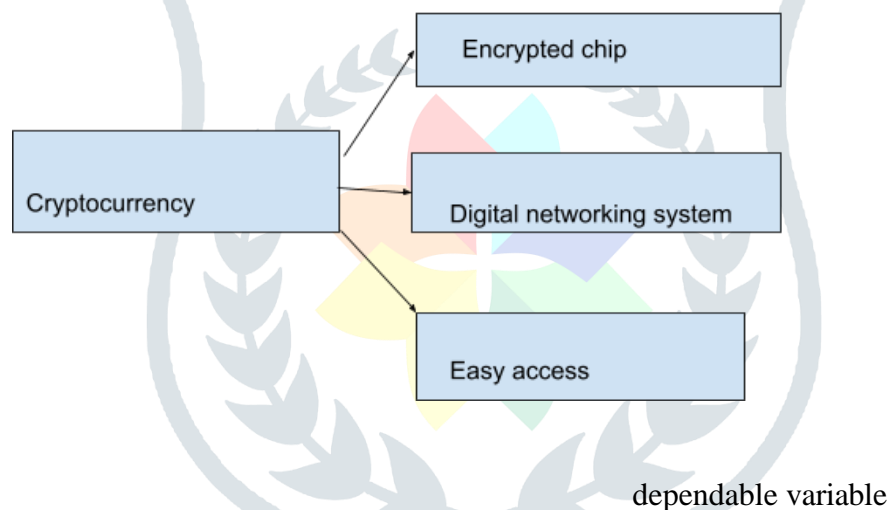 Encrypted chip
Cryptocurrency
Digital networking system
Easy access
dependable variable